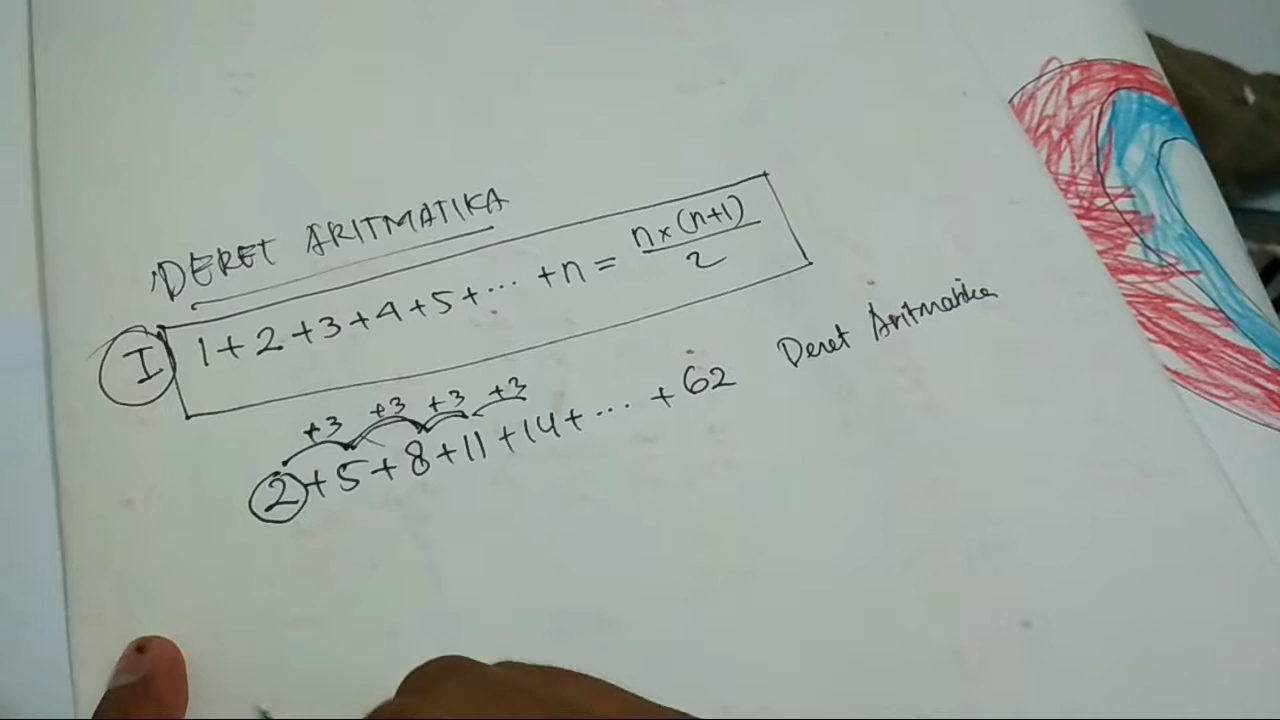 DERET ARITMATIKA
I 1+2+3+4+5+... +n = n×(n+1)/2
+3 +3 +3 +3
2+5+8+11+14+... +62 Deret Aritmatika